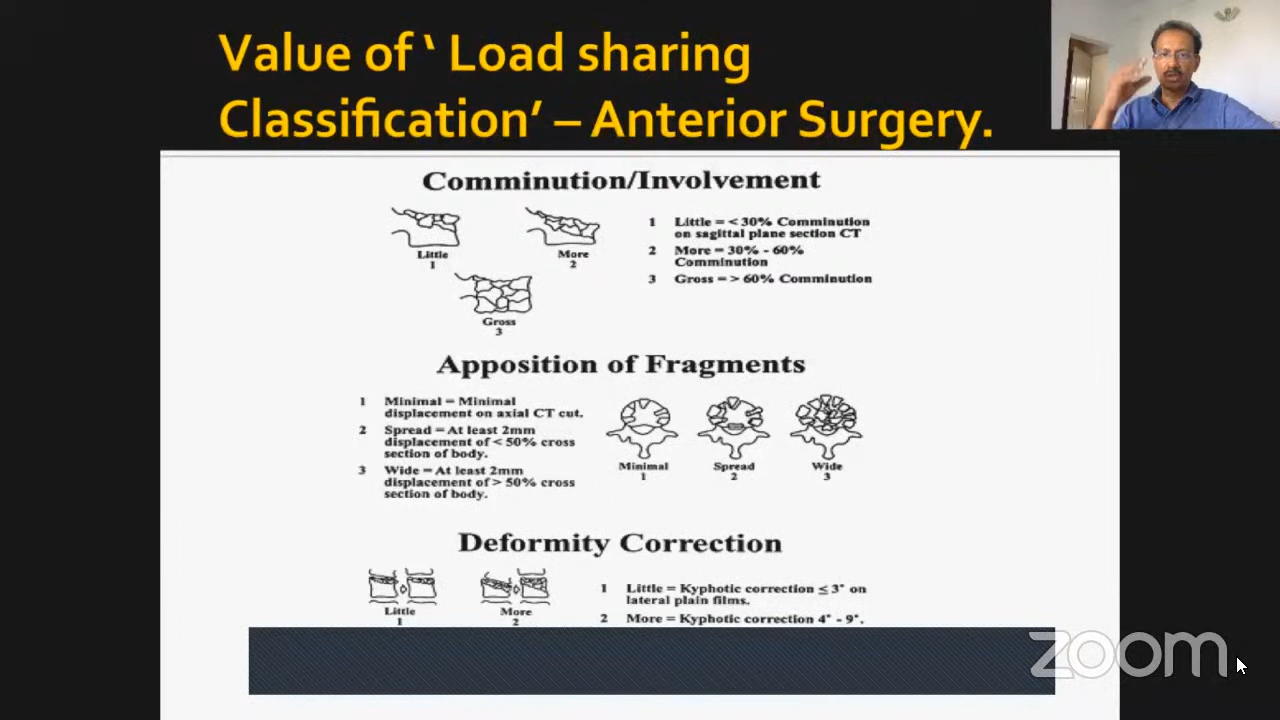 Value of ‘ Load sharing
Classification’ – Anterior Surgery.
Comminution/Involvement
Little
1
More
2
Gross
3
1 Little = < 30% Comminution
on sagittal plane section CT
2 More = 30% - 60%
Comminution
3 Gross = > 60% Comminution
Apposition of Fragments
1 Minimal = Minimal
displacement on axial CT cut.
2 Spread = At least 2mm
displacement of < 50% cross
section of body.
3 Wide = At least 2mm
displacement of > 50% cross
section of body.
Minimal
1
Spread
2
Wide
3
Deformity Correction
Little
1
More
2
1 Little = Kyphotic correction ≤ 3° on
lateral plain films.
2 More = Kyphotic correction 4° - 9°.
zoom